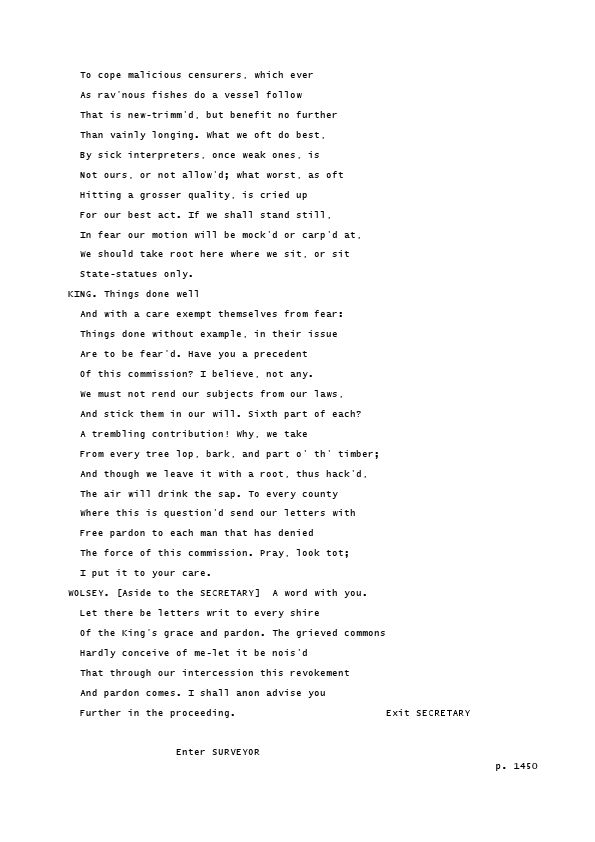 To cope malicious censurers, which ever
As rav'nous fishes do a vessel follow
That is new-trimm'd, but benefit no further
Than vainly longing. What we oft do best,
By sick interpreters, once weak ones, is
Not ours, or not allow'd; what worst, as oft
Hitting a grosser quality, is cried up
For our best act. If we shall stand still,
In fear our motion will be mock'd or carp'd at,
We should take root here where we sit, or sit
State-statues only.
KING. Things done well
And with a care exempt themselves from fear:
Things done without example, in their issue
Are to be fear'd. Have you a precedent
Of this commission? I believe, not any.
We must not rend our subjects from our laws,
And stick them in our will. Sixth part of each?
A trembling contribution! Why, we take
From every tree lop, bark, and part o' th' timber;
And though we leave it with a root, thus hack'd,
The air will drink the sap. To every county
Where this is question'd send our letters with
Free pardon to each man that has denied
The force of this commission. Pray, look tot;
I put it to your care.
WOLSEY. [Aside to the SECRETARY]  A word with you.
Let there be letters writ to every shire
Of the King's grace and pardon. The grieved commons
Hardly conceive of me-let it be nois'd
That through our intercession this revokement
And pardon comes. I shall anon advise you
Further in the proceeding. Exit SECRETARY
Enter SURVEYOR
p. 1450